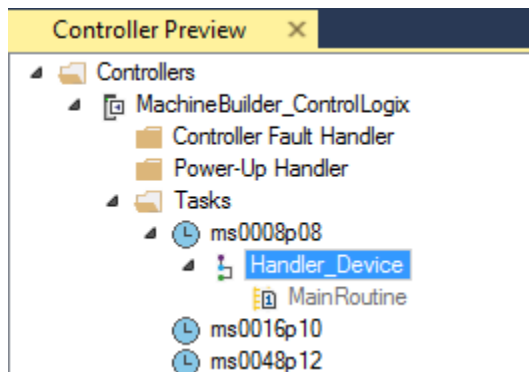 Controller Preview
Controllers
MachineBuilder_ControlLogix
Controller Fault Handler
Power-Up Handler
Tasks
ms0008p08
Handler_Device
MainRoutine
ms0016p10
ms0048p12